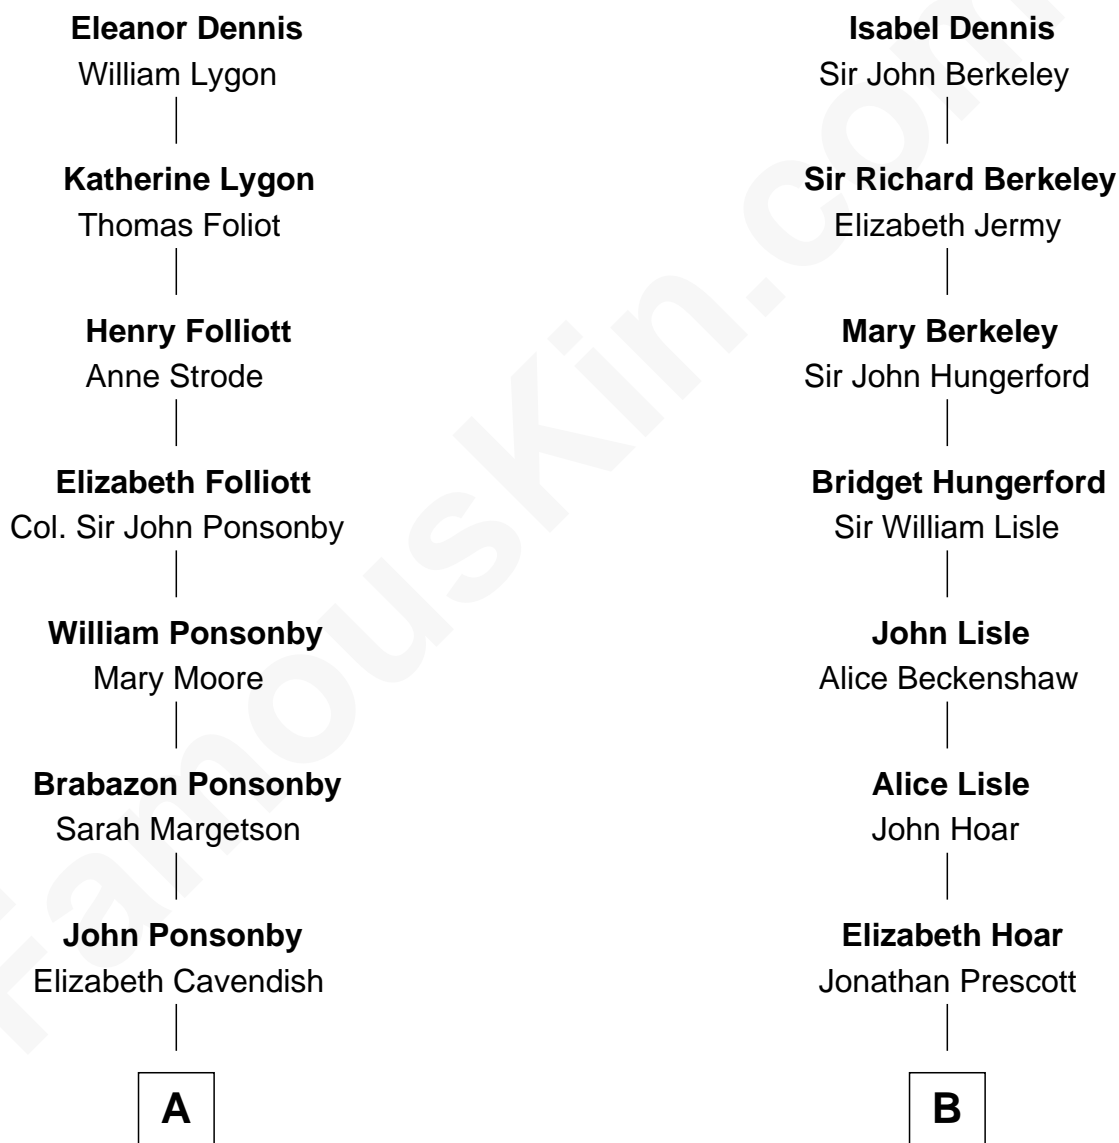 Eleanor Dennis
William Lygon
Katherine Lygon
Thomas Foliot
Henry Folliott
Anne Strode
Elizabeth Folliott
Col. Sir John Ponsonby
William Ponsonby
Mary Moore
Brabazon Ponsonby
Sarah Margetson
John Ponsonby
Elizabeth Cavendish
A
Isabel Dennis
Sir John Berkeley
Sir Richard Berkeley
Elizabeth Jermy
Mary Berkeley
Sir John Hungerford
Bridget Hungerford
Sir William Lisle
John Lisle
Alice Beckenshaw
Alice Lisle
John Hoar
Elizabeth Hoar
Jonathan Prescott
B
FamousKin.com